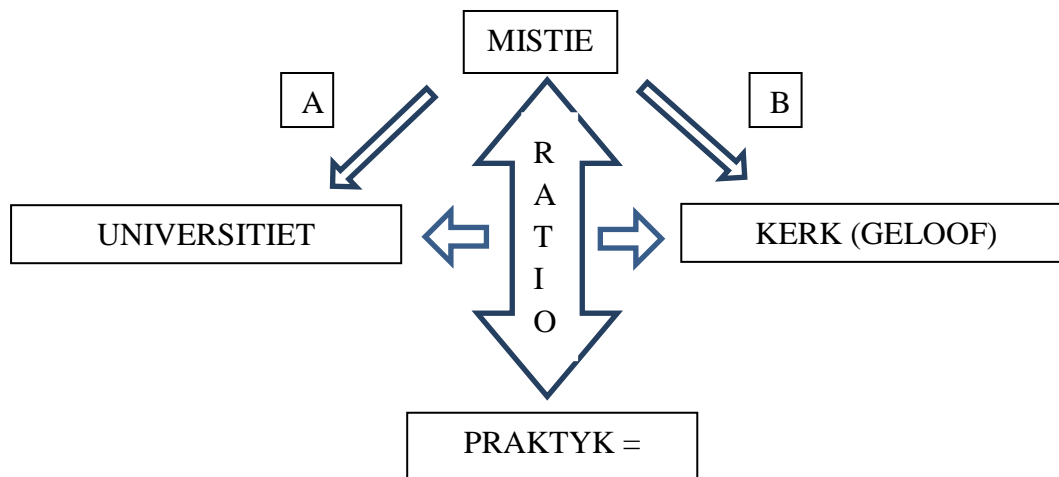 MISTIE
A
B
R
A
T
I
O
UNIVERSITIET
KERK (GELOOF)
PRAKTYK =